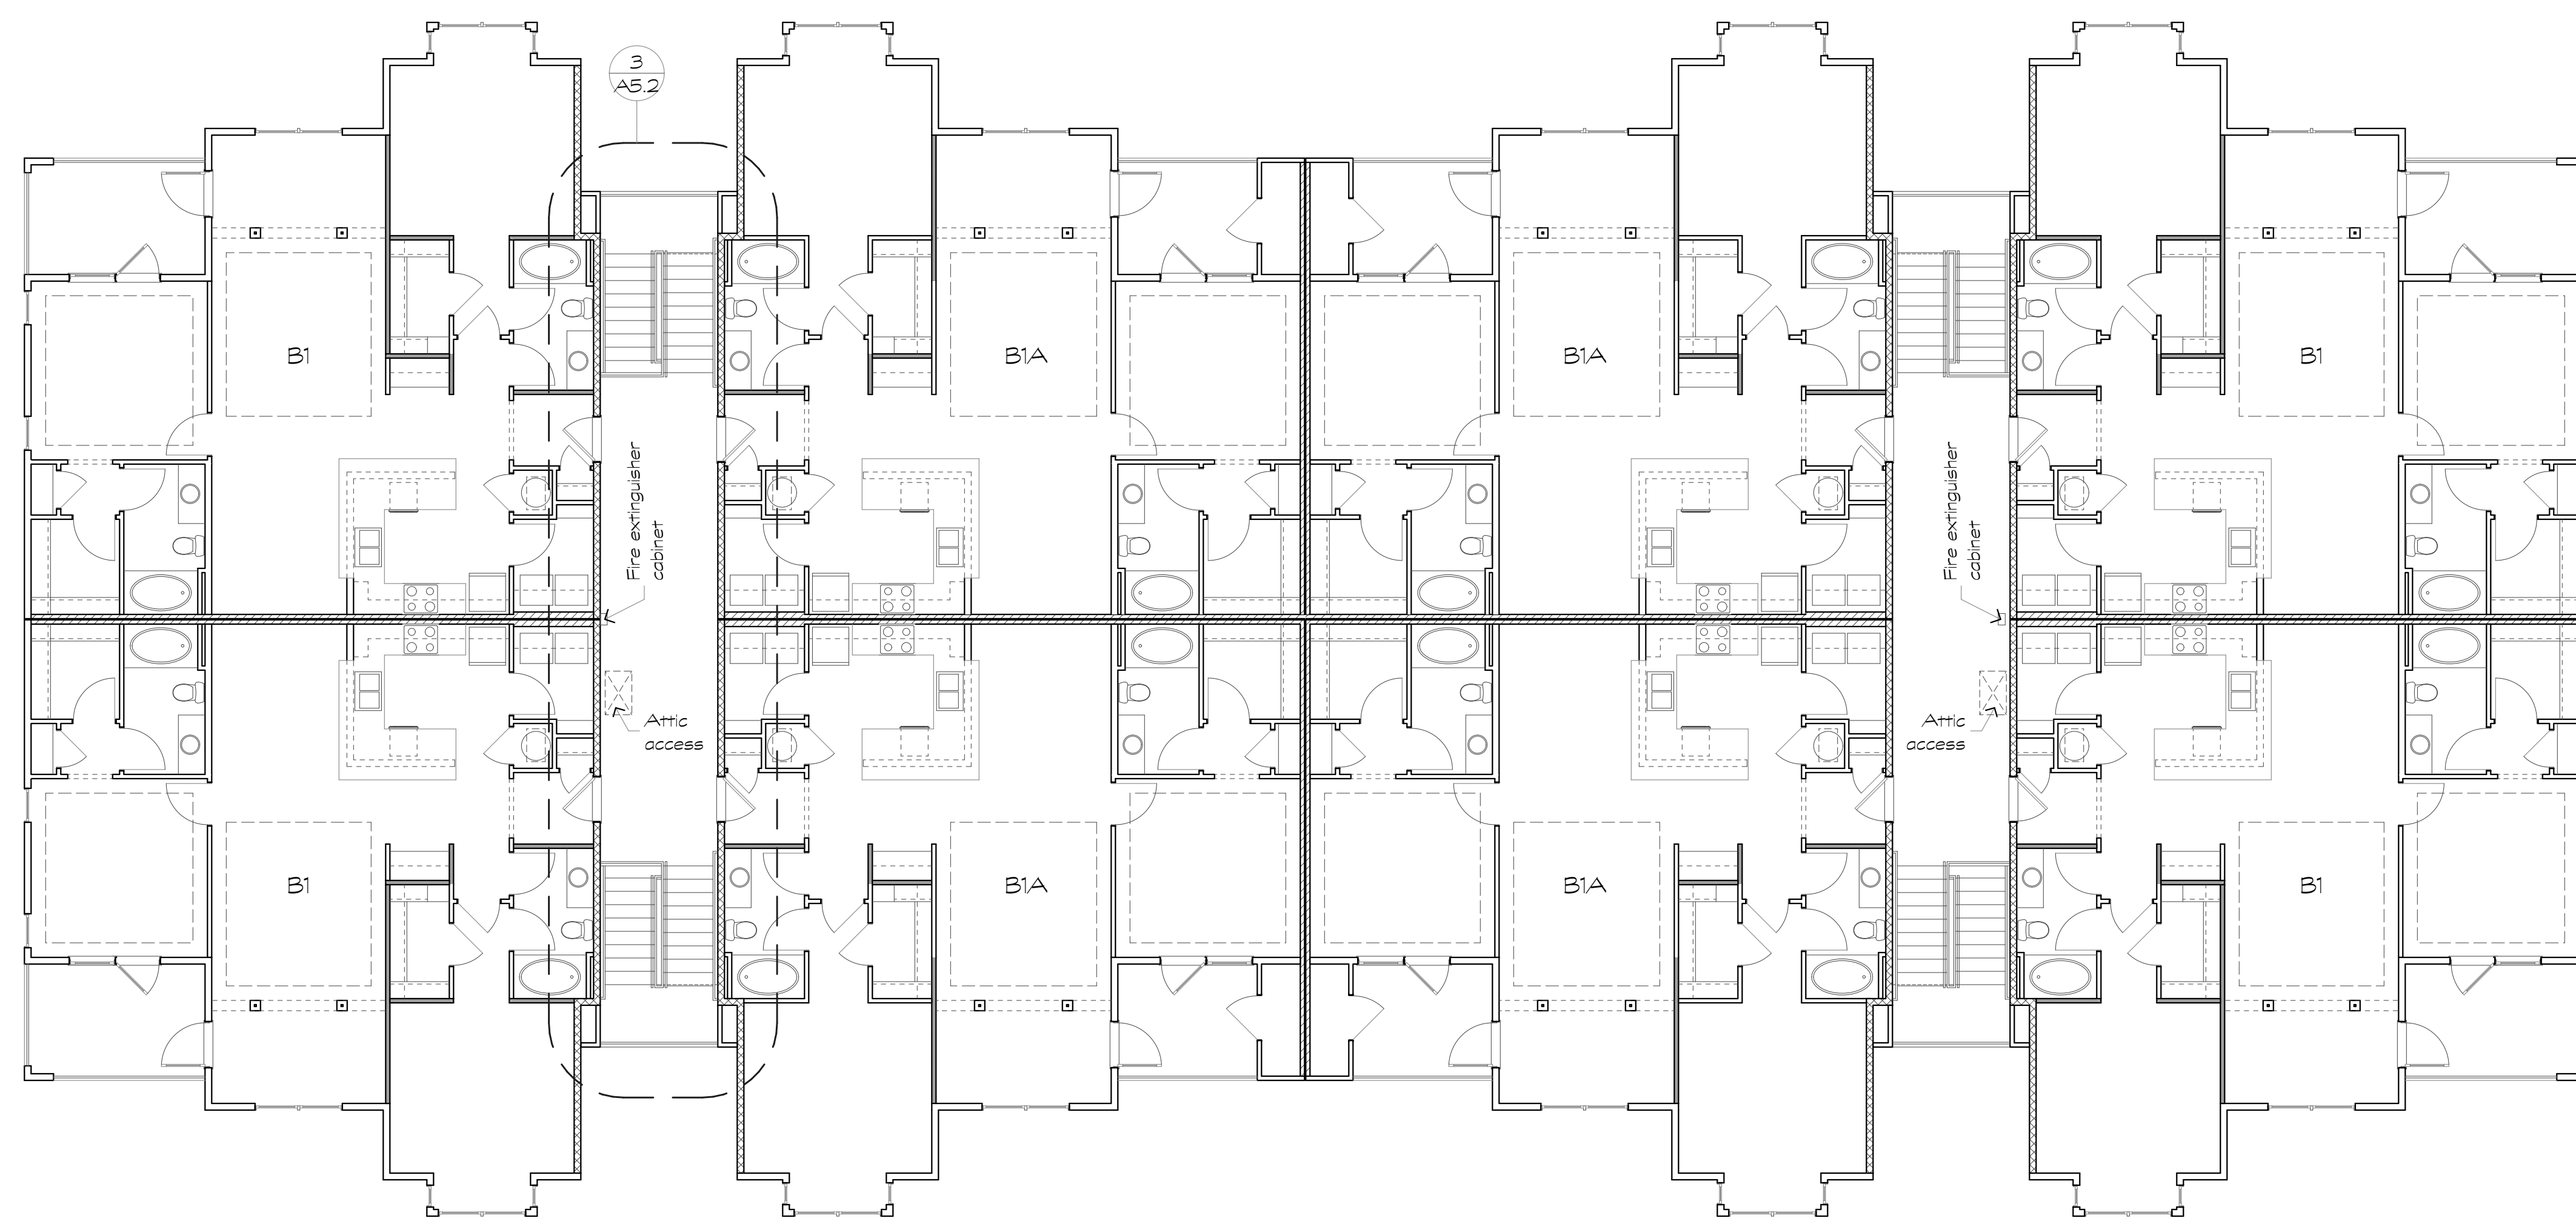 3
A5.2
B1
B1A
B1A
B1
Fire extinguisher
cabinet
Fire extinguisher
cabinet
Attic
access
Attic
access
B1
B1A
B1A
B1